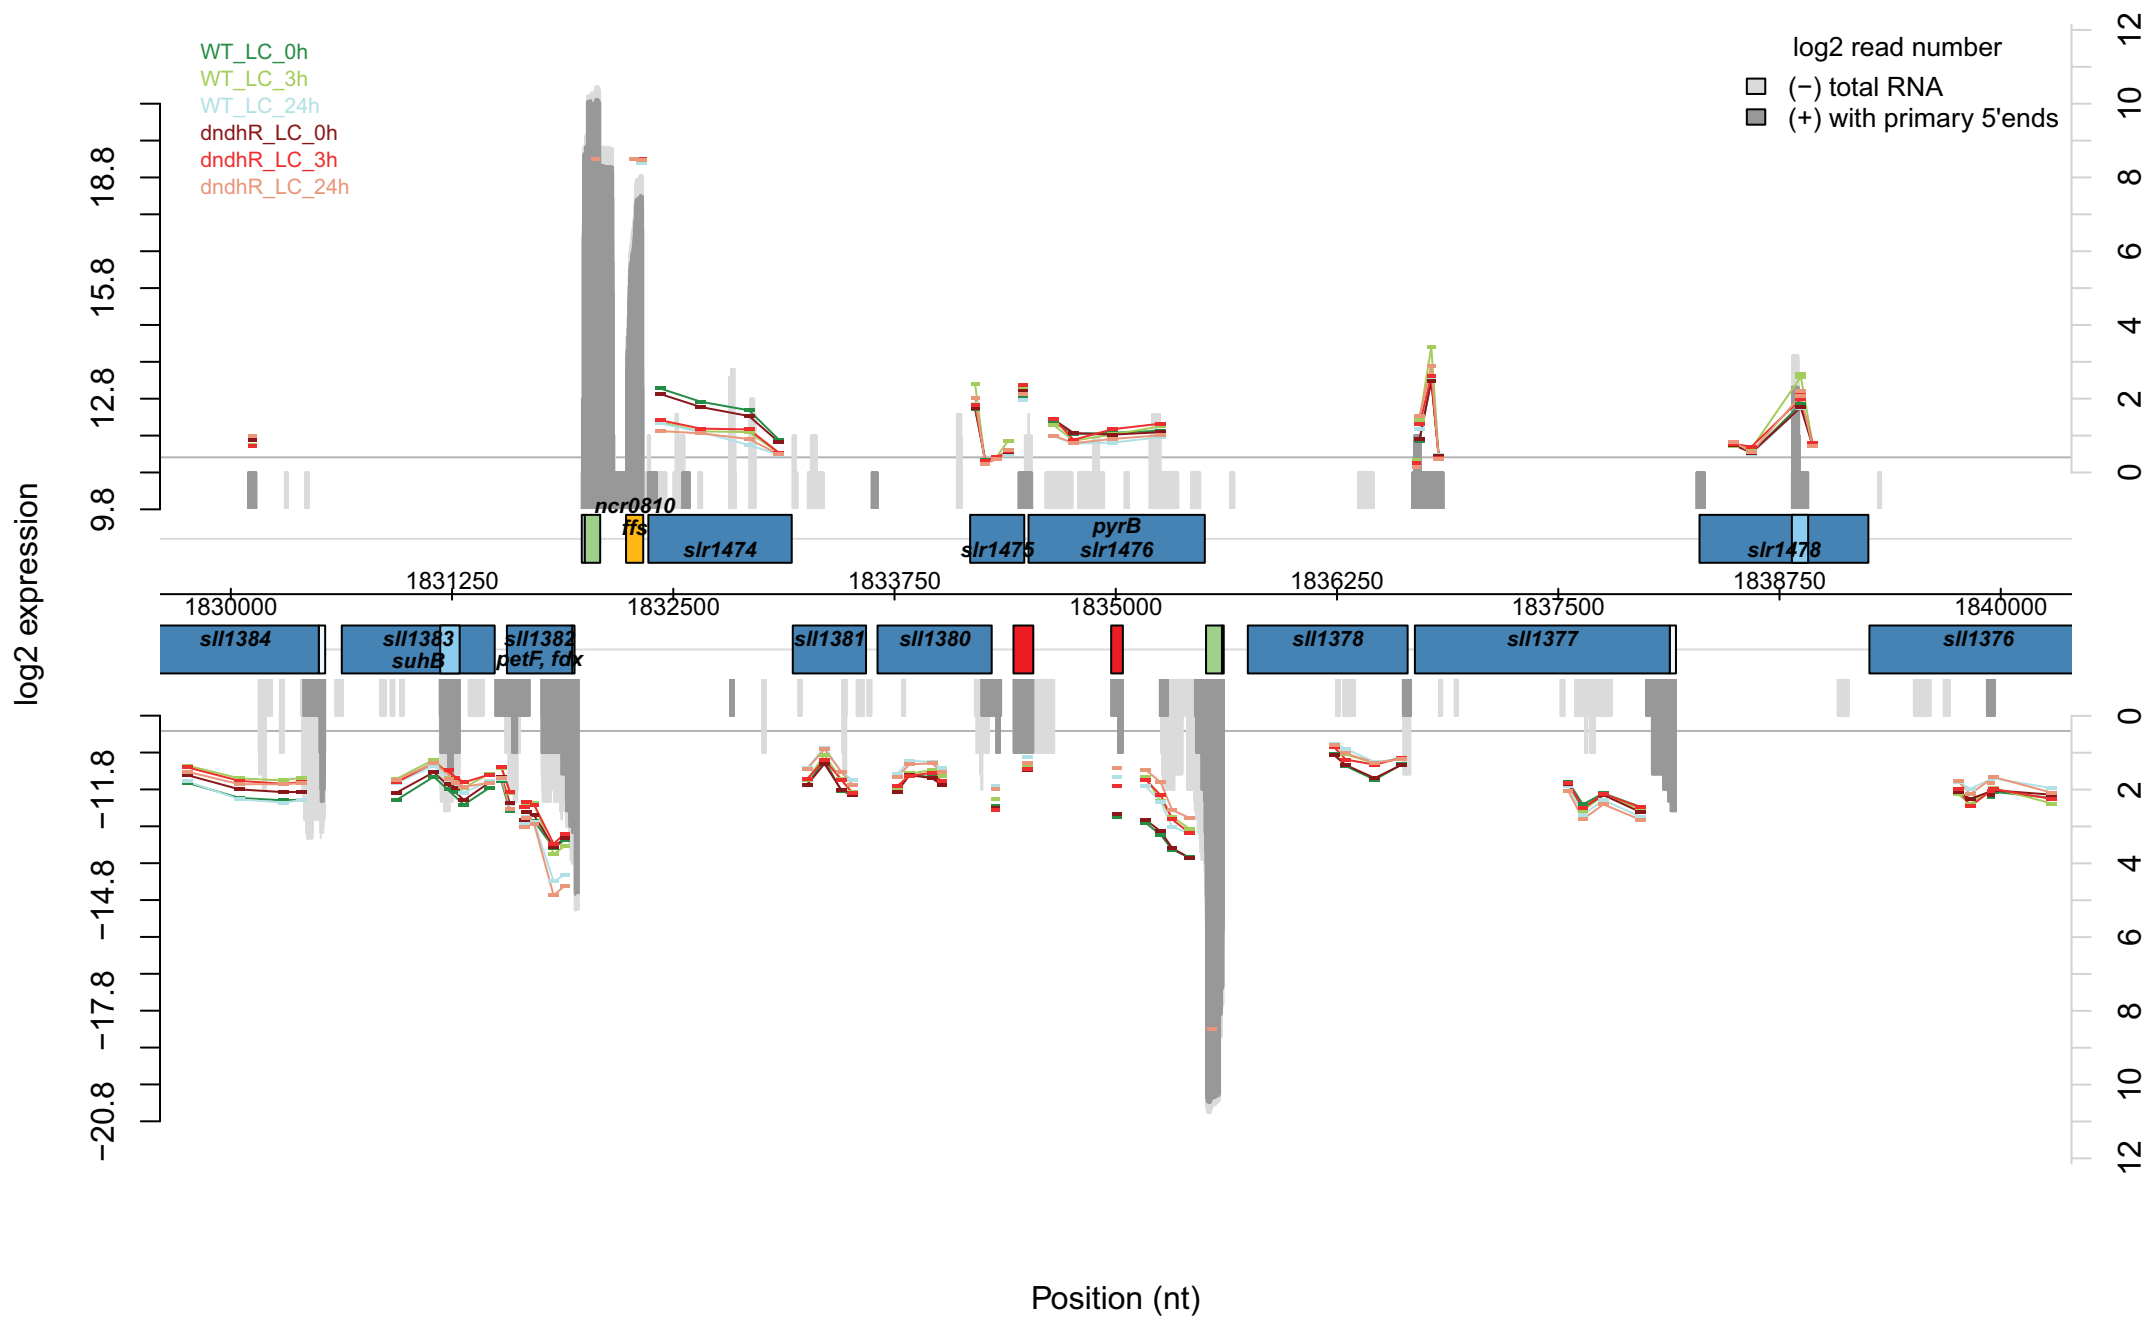 WT_LC_0h
WT_LC_3h
WT_LC_24h
dndhR_LC_0h
dndhR_LC_3h
dndhR_LC_24h
log2 read number
(−) total RNA
(+) with primary 5'ends
log2 expression
18.8
15.8
12.8
9.8
12
10
8
6
4
2
0
ncr0810
ffs
slr1474
slr1475
pyrB
slr1476
slr1478
1831250
1833750
1836250
1838750
1830000
1832500
1835000
1837500
1840000
sll1384
sll1383
suhB
sll1382
petF, fdx
sll1381
sll1380
sll1378
sll1377
sll1376
−11.8
−11.8
−14.8
−17.8
−20.8
0
2
4
6
8
10
12
Position (nt)